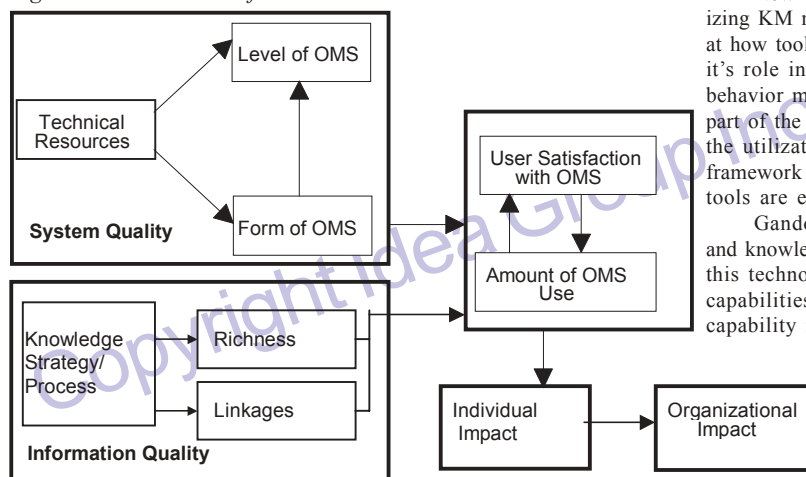 Level of OMS
Technical
Resources
Form of OMS
System Quality
Knowledge
Strategy/
Process
Richness
Linkages
Information Quality
User Satisfaction
with OMS
Amount of OMS
Use
Individual
Impact
Organizational
Impact
izing KM
at how tool
it's role in
behavior m
part of the
the utilizat
framework
tools are e
Gando
and knowle
this technol
capabilities
capability
Copyright Idea Group Inc